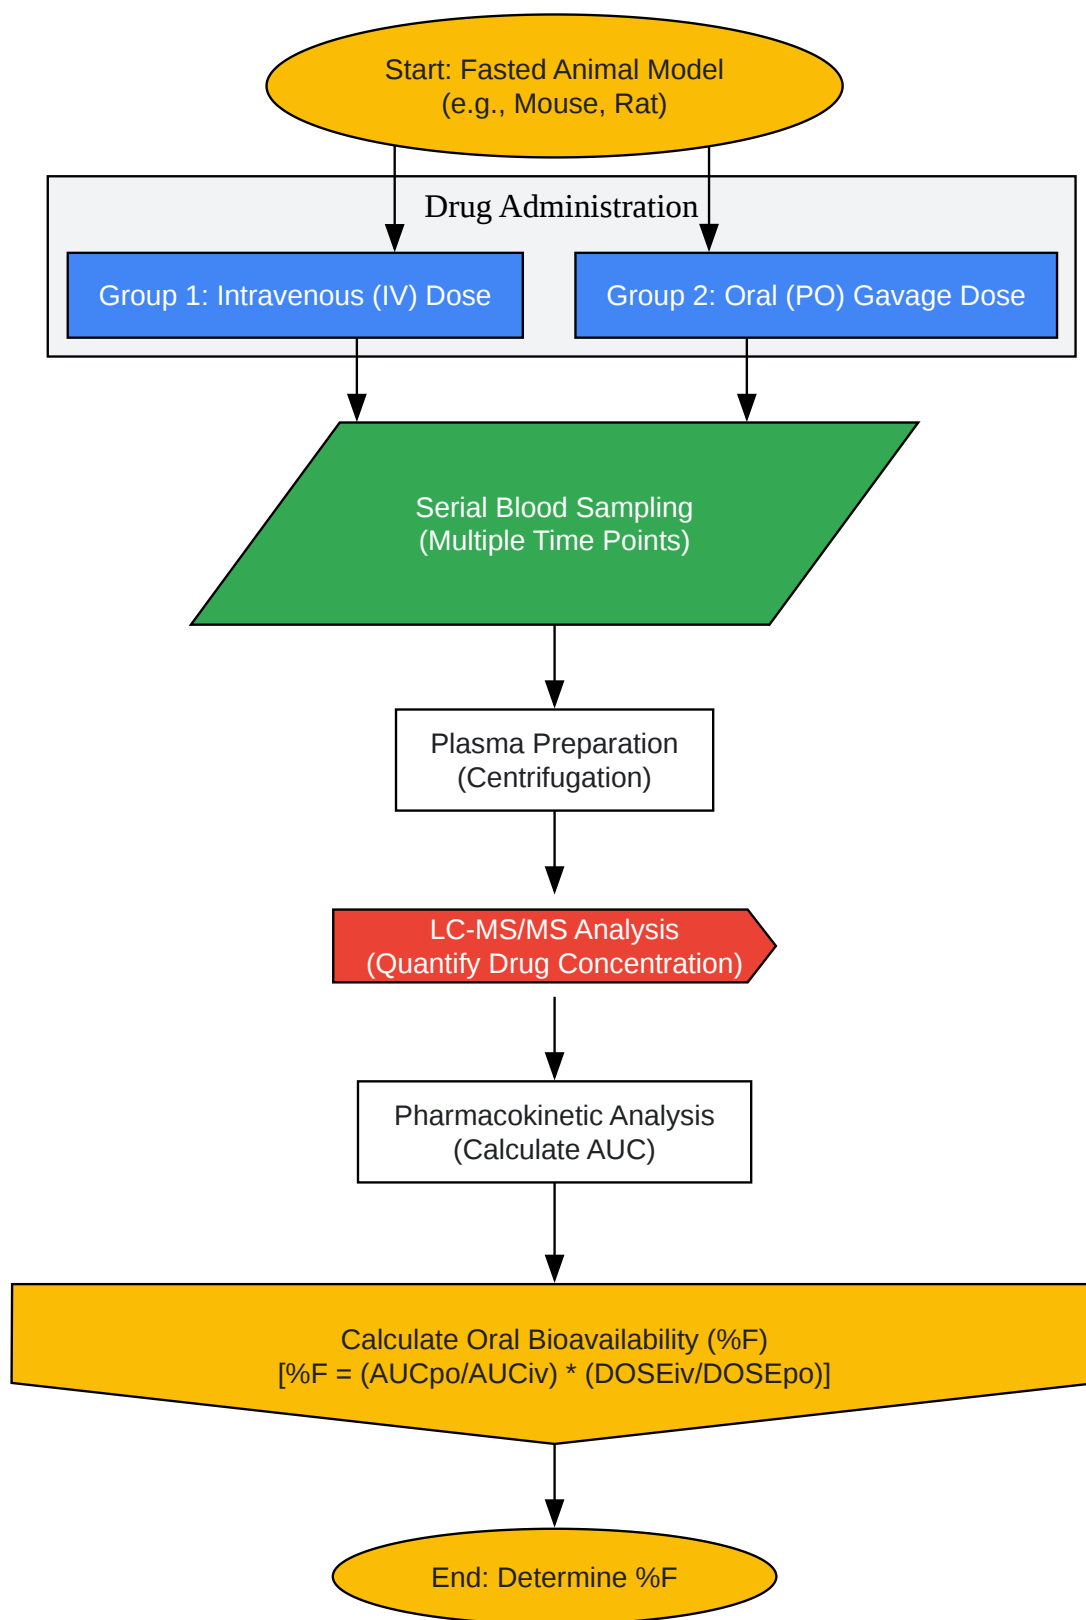 Start: Fasted Animal Model
(e.g., Mouse, Rat)
Drug Administration
Group 1: Intravenous (IV) Dose
Group 2: Oral (PO) Gavage Dose
Serial Blood Sampling
(Multiple Time Points)
Plasma Preparation
(Centrifugation)
LC-MS/MS Analysis
(Quantify Drug Concentration)
Pharmacokinetic Analysis
(Calculate AUC)
Calculate Oral Bioavailability (%F)
[%F = (AUCpo/AUCiv) * (DOSEiv/DOSEpo)]
End: Determine %F